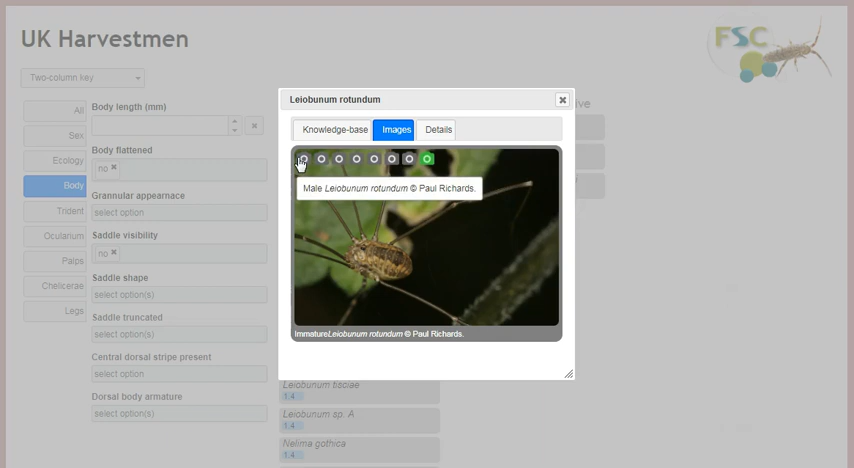 UK Harvestmen
FSC
Two-column key
All
Sex
Ecology
Body
Trident
Ocularium
Palps
Chelicerae
Legs
Body length (mm)
Body flattened
no
Grannular appearnace
select option
Saddle visibility
no
Saddle shape
select option(s)
Saddle truncated
select option(s)
Central dorsal stripe present
select option
Dorsal body armature
select option(s)
Leiobunum rotundum
Knowledge-base
Images
Details
Male Leiobunum rotundum © Paul Richards.
ImmatureLeiobunum rotundum © Paul Richards.
Leiobunum tisciae
1.4
Leiobunum sp. A
1.4
Nelima gothica
1.4